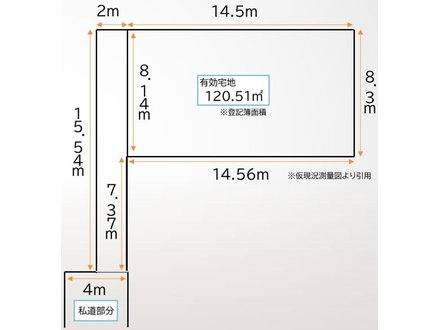 2m
14.5m
8.14m
有効宅地
120.51㎡
※登記簿面積
8.3m
15.54m
7.37m
14.56m
※仮現況測量図より引用
4m
私道部分